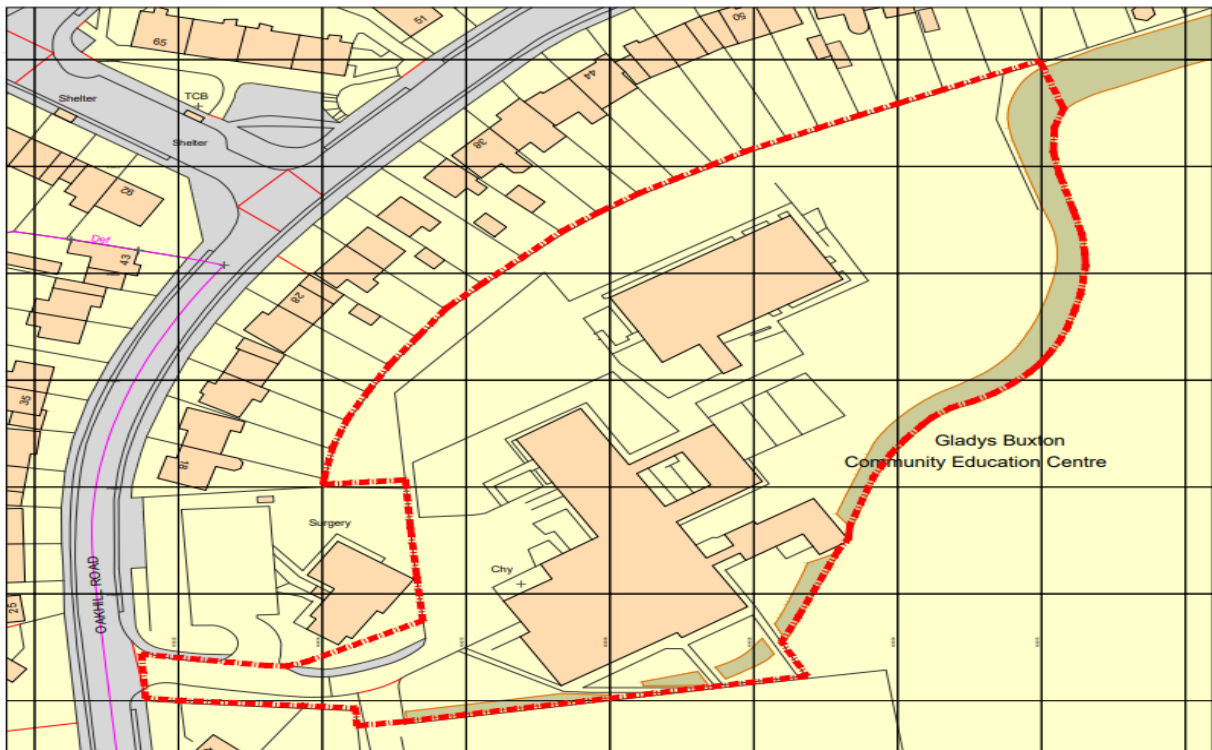 51
50
65
44
Shelter
TCB
Shelter
38
92
Def
43
28
35
Gladys Buxton
Community Education Centre
18
Surgery
Chy
OAKHILL ROAD
25